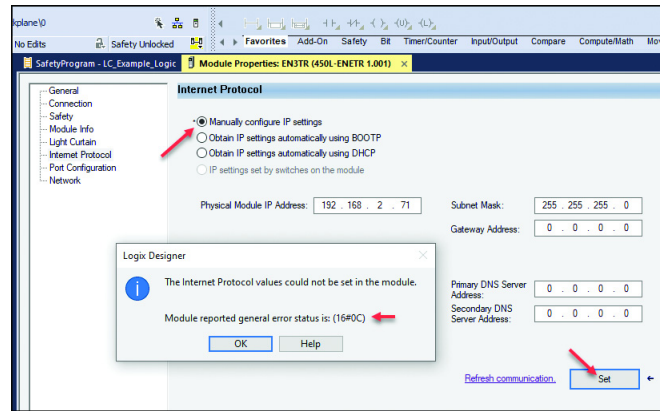 kplane\0
No Edits
Safety Unlocked
Favorites Add-On Safety Bit Timer/Counter Input/Output Compare Compute/Math Mov
SafetyProgram - LC_Example_Logic
Module Properties: EN3TR (450L-ENETR 1.001) ×
General
Connection
Safety
Module Info
Light Curtain
Internet Protocol
Port Configuration
Network
Internet Protocol
Manually configure IP settings
Obtain IP settings automatically using BOOTP
Obtain IP settings automatically using DHCP
IP settings set by switches on the module
Physical Module IP Address: 192 . 168 . 2 . 71
Subnet Mask: 255 . 255 . 255 . 0
Gateway Address: 0 . 0 . 0 . 0
Primary DNS Server
Address: 0 . 0 . 0 . 0
Secondary DNS
Server Address: 0 . 0 . 0 . 0
Logix Designer
The Internet Protocol values could not be set in the module.
Module reported general error status is: (16#0C)
OK
Help
Refresh communication.
Set